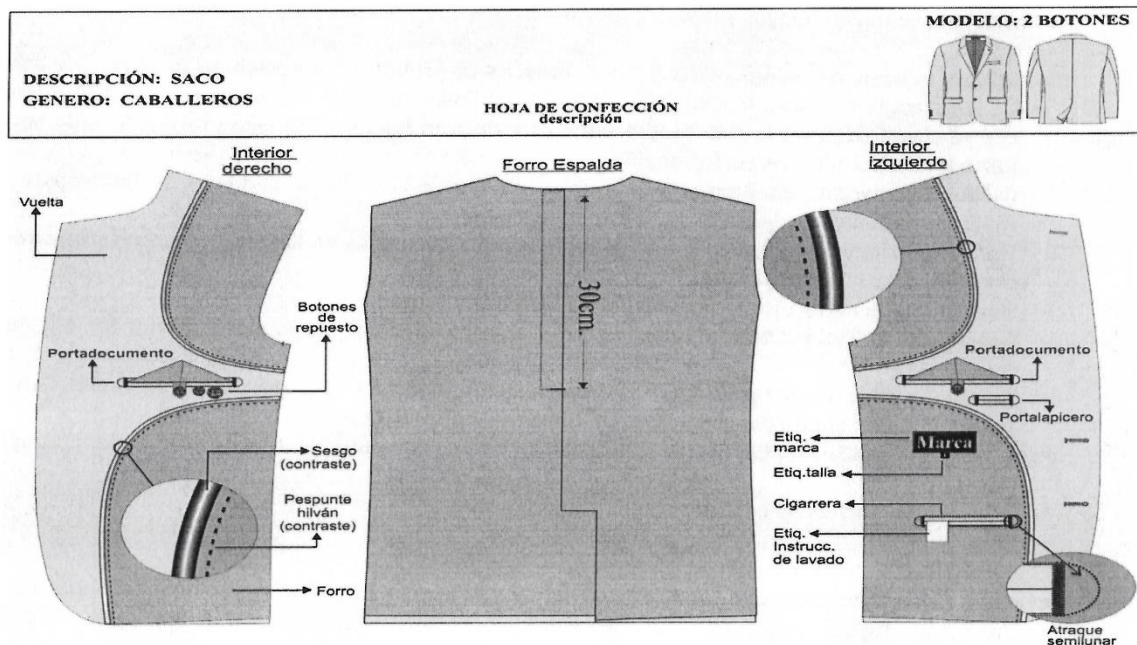 MODELO: 2 BOTONES
DESCRIPCIÓN: SACO
GENERO: CABALLEROS
HOJA DE CONFECCIÓN
descripción
Interior
derecho
Vuelta
Botones
de
repuesto
Portadocumento
Sesgo
(contraste)
Pespunte
hilván
(contraste)
Forro
Forro Espalda
30cm.
Interior
izquierdo
Portadocumento
Portalapicero
Etiq.
marca
Marca
Etiq.talla
Cigarrera
Etiq.
Instrucc.
de lavado
Atraque
semilunar